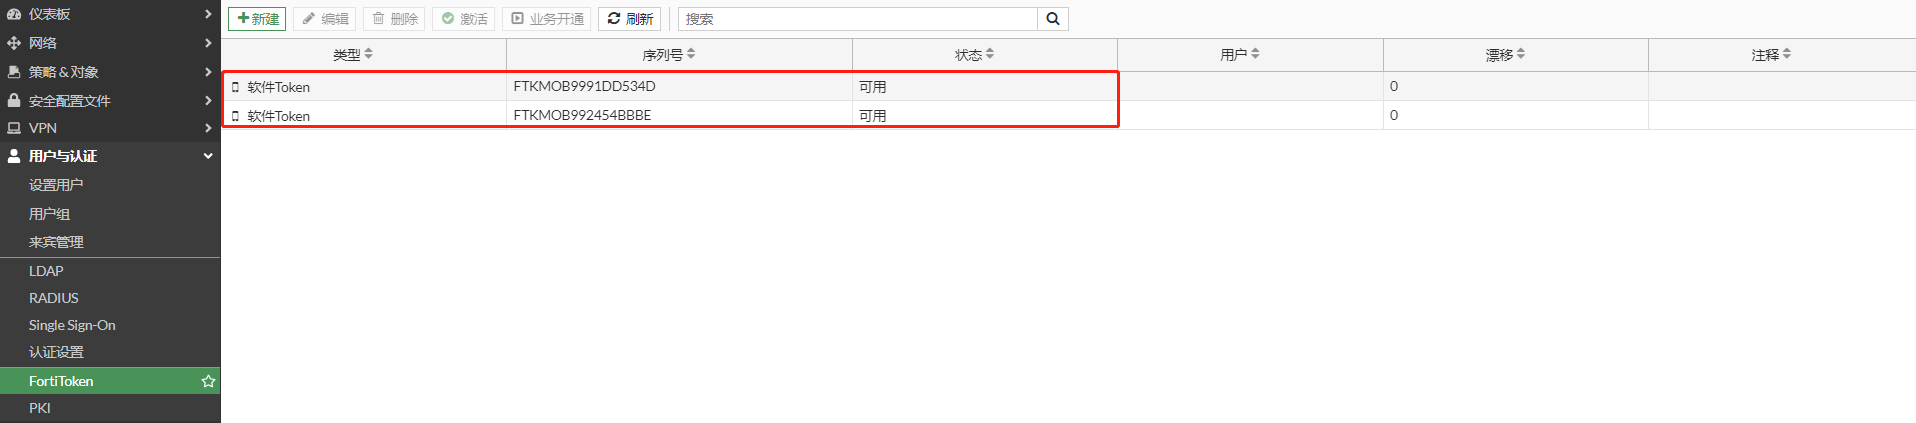 仪表板
网络
策略 & 对象
安全配置文件
VPN
用户与认证
设置用户
用户组
来宾管理
LDAP
RADIUS
Single Sign-On
认证设置
FortiToken
PKI
新建 编辑 删除 激活 业务开通 刷新 搜索
类型 序列号 状态 用户 漂移 注释
软件Token FTKMOB9991DD534D 可用 0
软件Token FTKMOB992454BBBE 可用 0